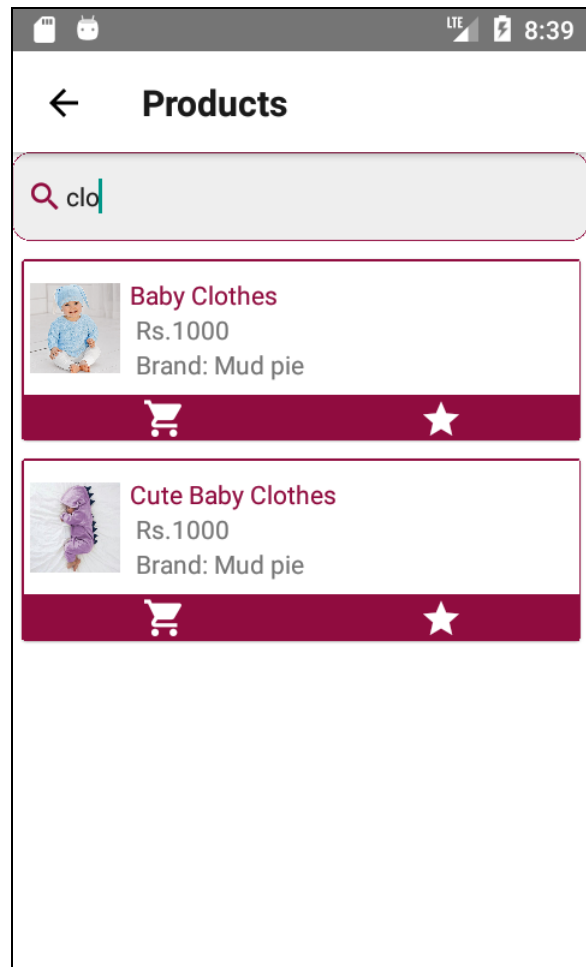 LTE 8:39
Products
clo
Baby Clothes
Rs.1000
Brand: Mud pie
Cute Baby Clothes
Rs.1000
Brand: Mud pie